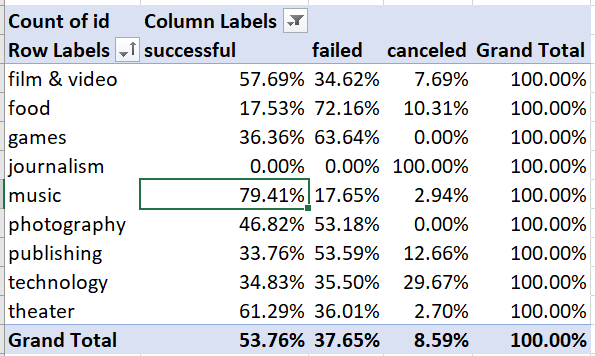 Count of id Column Labels
Row Labels successful failed canceled Grand Total
film & video 57.69% 34.62% 7.69% 100.00%
food 17.53% 72.16% 10.31% 100.00%
games 36.36% 63.64% 0.00% 100.00%
journalism 0.00% 0.00% 100.00% 100.00%
music 79.41% 17.65% 2.94% 100.00%
photography 46.82% 53.18% 0.00% 100.00%
publishing 33.76% 53.59% 12.66% 100.00%
technology 34.83% 35.50% 29.67% 100.00%
theater 61.29% 36.01% 2.70% 100.00%
Grand Total 53.76% 37.65% 8.59% 100.00%